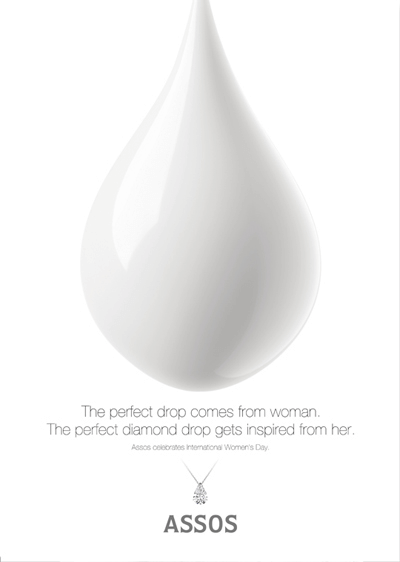 The perfect drop comes from woman.
The perfect diamond drop gets inspired from her.
Assos celebrates International Women's Day.
ASSOS